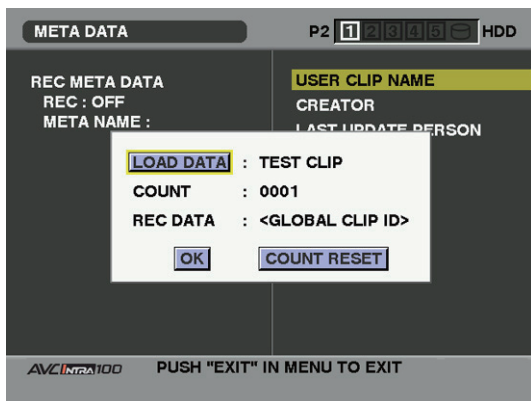 META DATA
P2 1 2 3 4 5 HDD
REC META DATA
REC : OFF
META NAME :
USER CLIP NAME
CREATOR
LAST UPDATE PERSON
LOAD DATA : TEST CLIP
COUNT : 0001
REC DATA : <GLOBAL CLIP ID>
OK COUNT RESET
AVC INTRA 100 PUSH "EXIT" IN MENU TO EXIT